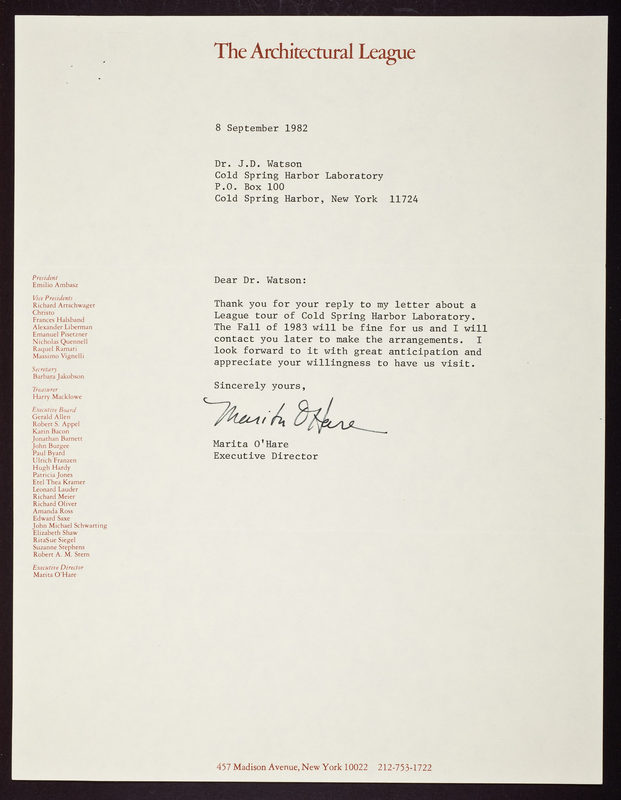 The Architectural League
8 September 1982
Dr. J.D. Watson
Cold Spring Harbor Laboratory
P.O. Box 100
Cold Spring Harbor, New York 11724
President
Emilio Ambasz
Vice Presidents
Richard Artschwager
Christo
Frances Halsband
Alexander Liberman
Emanuel Pisetzner
Nicholas Quennell
Raquel Ramati
Massimo Vignelli
Secretary
Barbara Jakobson
Treasurer
Harry Macklowe
Executive Board
Gerald Allen
Robert S. Appel
Karin Bacon
Jonathan Barnett
John Burgee
Paul Byard
Ulrich Franzen
Hugh Hardy
Patricia Jones
Etel Thea Kramer
Leonard Lauder
Richard Meier
Richard Oliver
Amanda Ross
Edward Saxe
John Michael Schwarting
Elizabeth Shaw
RitaSue Siegel
Suzanne Stephens
Robert A. M. Stern
Executive Director
Marita O'Hare
Dear Dr. Watson:
Thank you for your reply to my letter about a
League tour of Cold Spring Harbor Laboratory.
The Fall of 1983 will be fine for us and I will
contact you later to make the arrangements. I
look forward to it with great anticipation and
appreciate your willingness to have us visit.
Sincerely yours,
Marita O'Hare
Marita O'Hare
Executive Director
457 Madison Avenue, New York 10022 212-753-1722